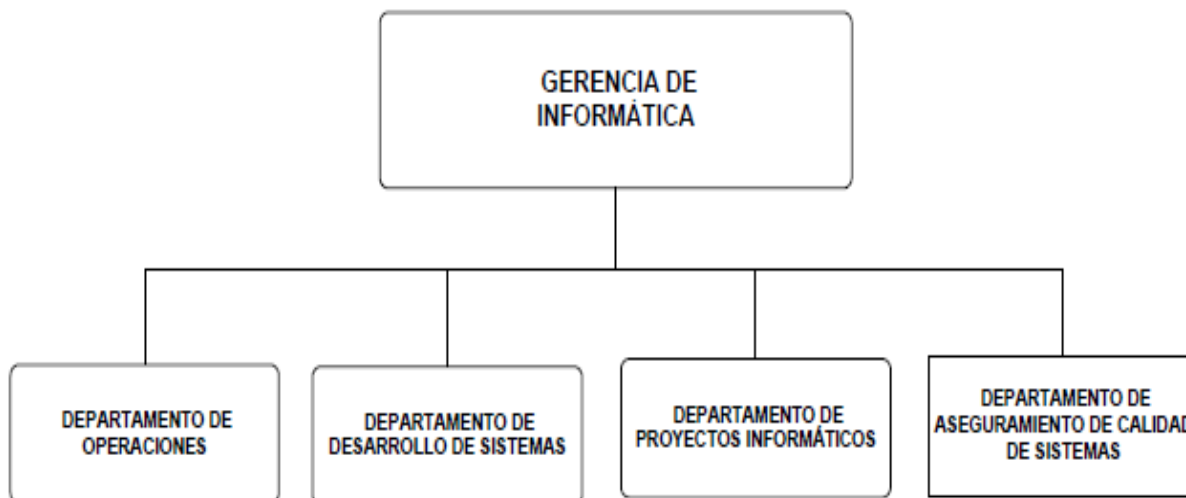 GERENCIA DE
INFORMÁTICA
DEPARTAMENTO DE
OPERACIONES
DEPARTAMENTO DE
DESARROLLO DE SISTEMAS
DEPARTAMENTO DE
PROYECTOS INFORMÁTICOS
DEPARTAMENTO DE
ASEGURAMIENTO DE CALIDAD
DE SISTEMAS